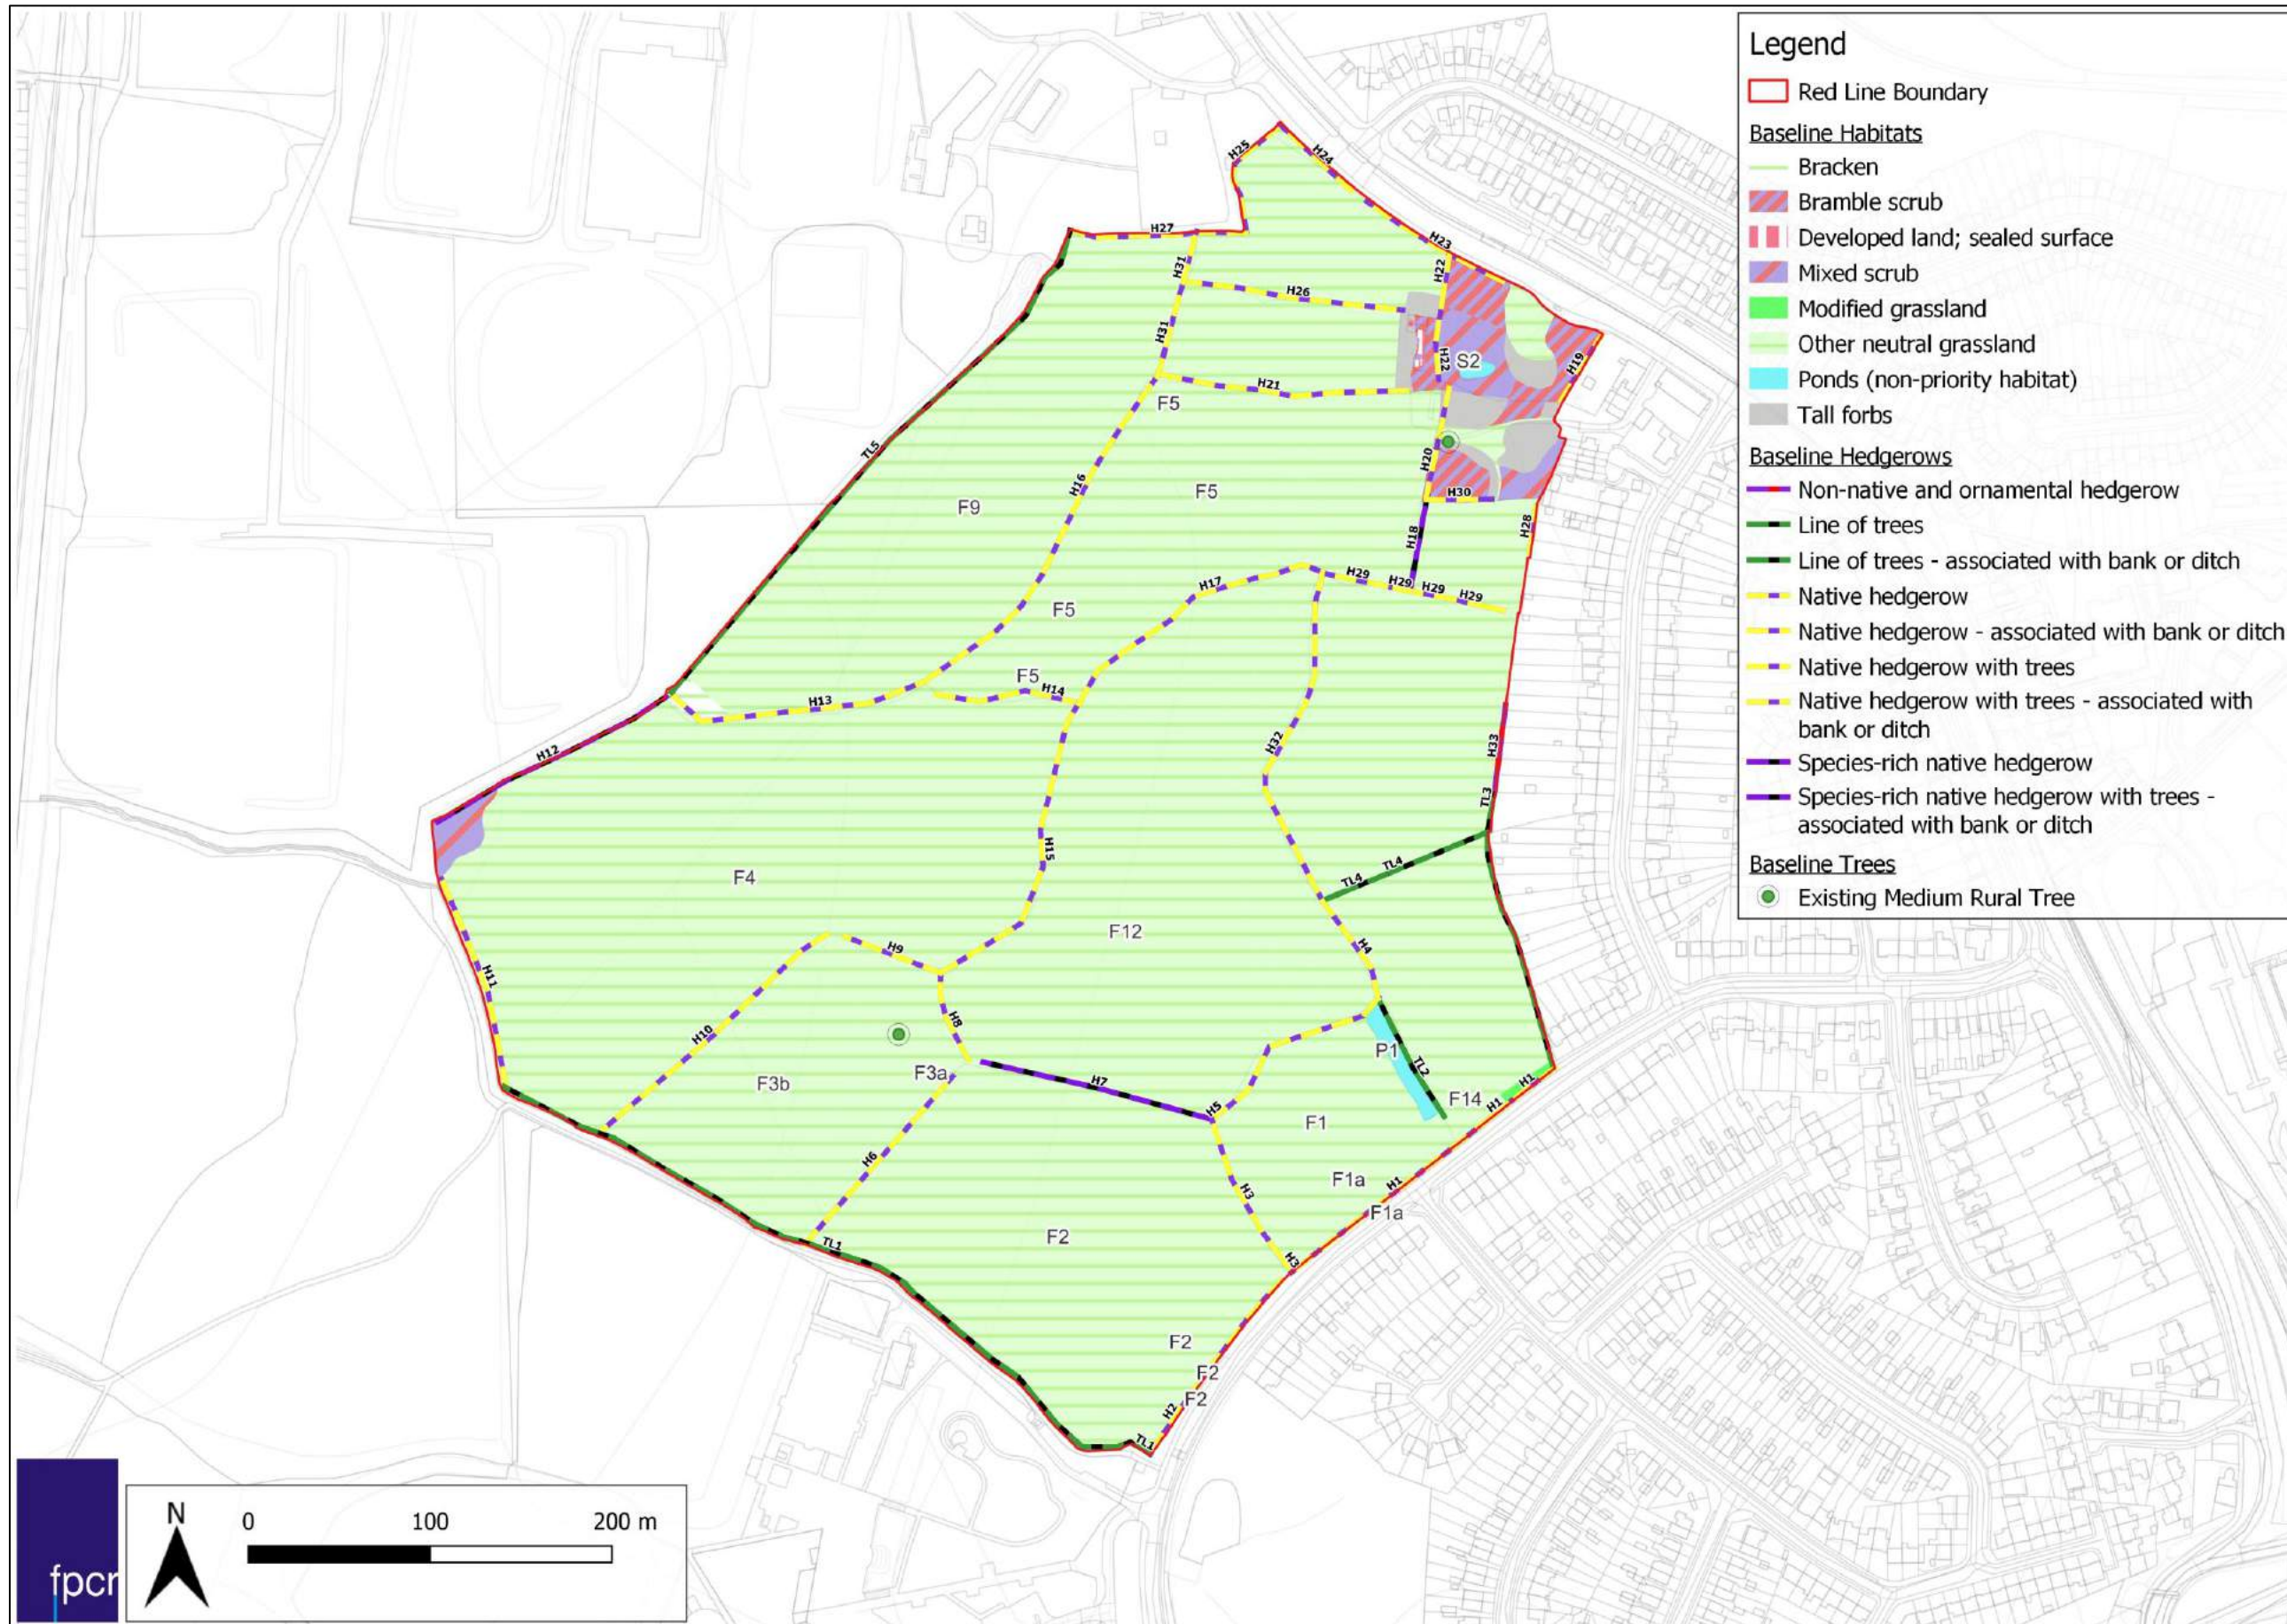 Legend
Red Line Boundary
Baseline Habitats
Bracken
Bramble scrub
Developed land; sealed surface
Mixed scrub
Modified grassland
Other neutral grassland
Ponds (non-priority habitat)
Tall forbs
Baseline Hedgerows
Non-native and ornamental hedgerow
Line of trees
Line of trees - associated with bank or ditch
Native hedgerow
Native hedgerow - associated with bank or ditch
Native hedgerow with trees
Native hedgerow with trees - associated with
bank or ditch
Species-rich native hedgerow
Species-rich native hedgerow with trees -
associated with bank or ditch
Baseline Trees
Existing Medium Rural Tree
H25
H24
H27
H23
H31
H22
H26
H31
H22
S2
H19
H21
F5
TL5
H20
H16
F5
H30
F9
H18
H28
H17
H29
H29
H29
H29
F5
F5
H14
H13
H32
H33
H12
TL3
H15
TL4
TL4
F4
F12
H9
H4
H11
H10
H8
P1
TL2
F3b
F3a
H7
H1
F14
H1
H5
F1
H6
F1a
H1
H3
F1a
F2
TL1
H3
F2
F2
F2
H2
TL1
fpcr
N
0
100
200 m